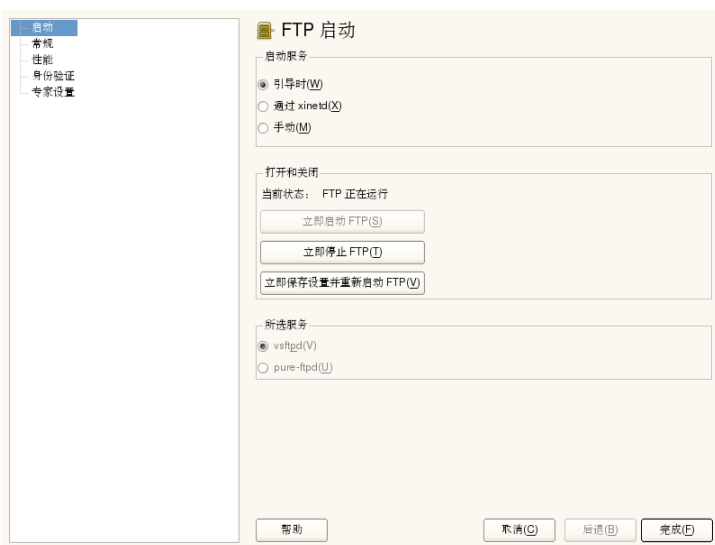 启动
常规
性能
身份验证
专家设置
FTP 启动
启动服务
引导时(W)
通过 xinetd(X)
手动(M)
打开和关闭
当前状态： FTP 正在运行
立即启动 FTP(S)
立即停止 FTP(T)
立即保存设置并重新启动 FTP(V)
所选服务
vsftpd(V)
pure-ftpd(U)
帮助
取消(C)
后退(B)
完成(F)